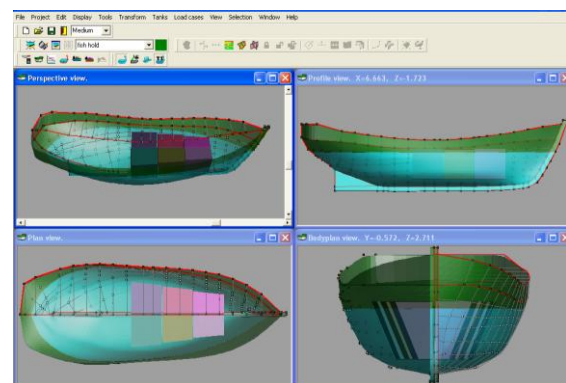 File Project Edit Display Tools Transform Tanks Load cases View Selection Window Help
Medium
fish hold
Perspective view.
Profile view. X=6.663, Z=-1.723
Plan view.
Bodyplan view. Y=-0.572, Z=2.711